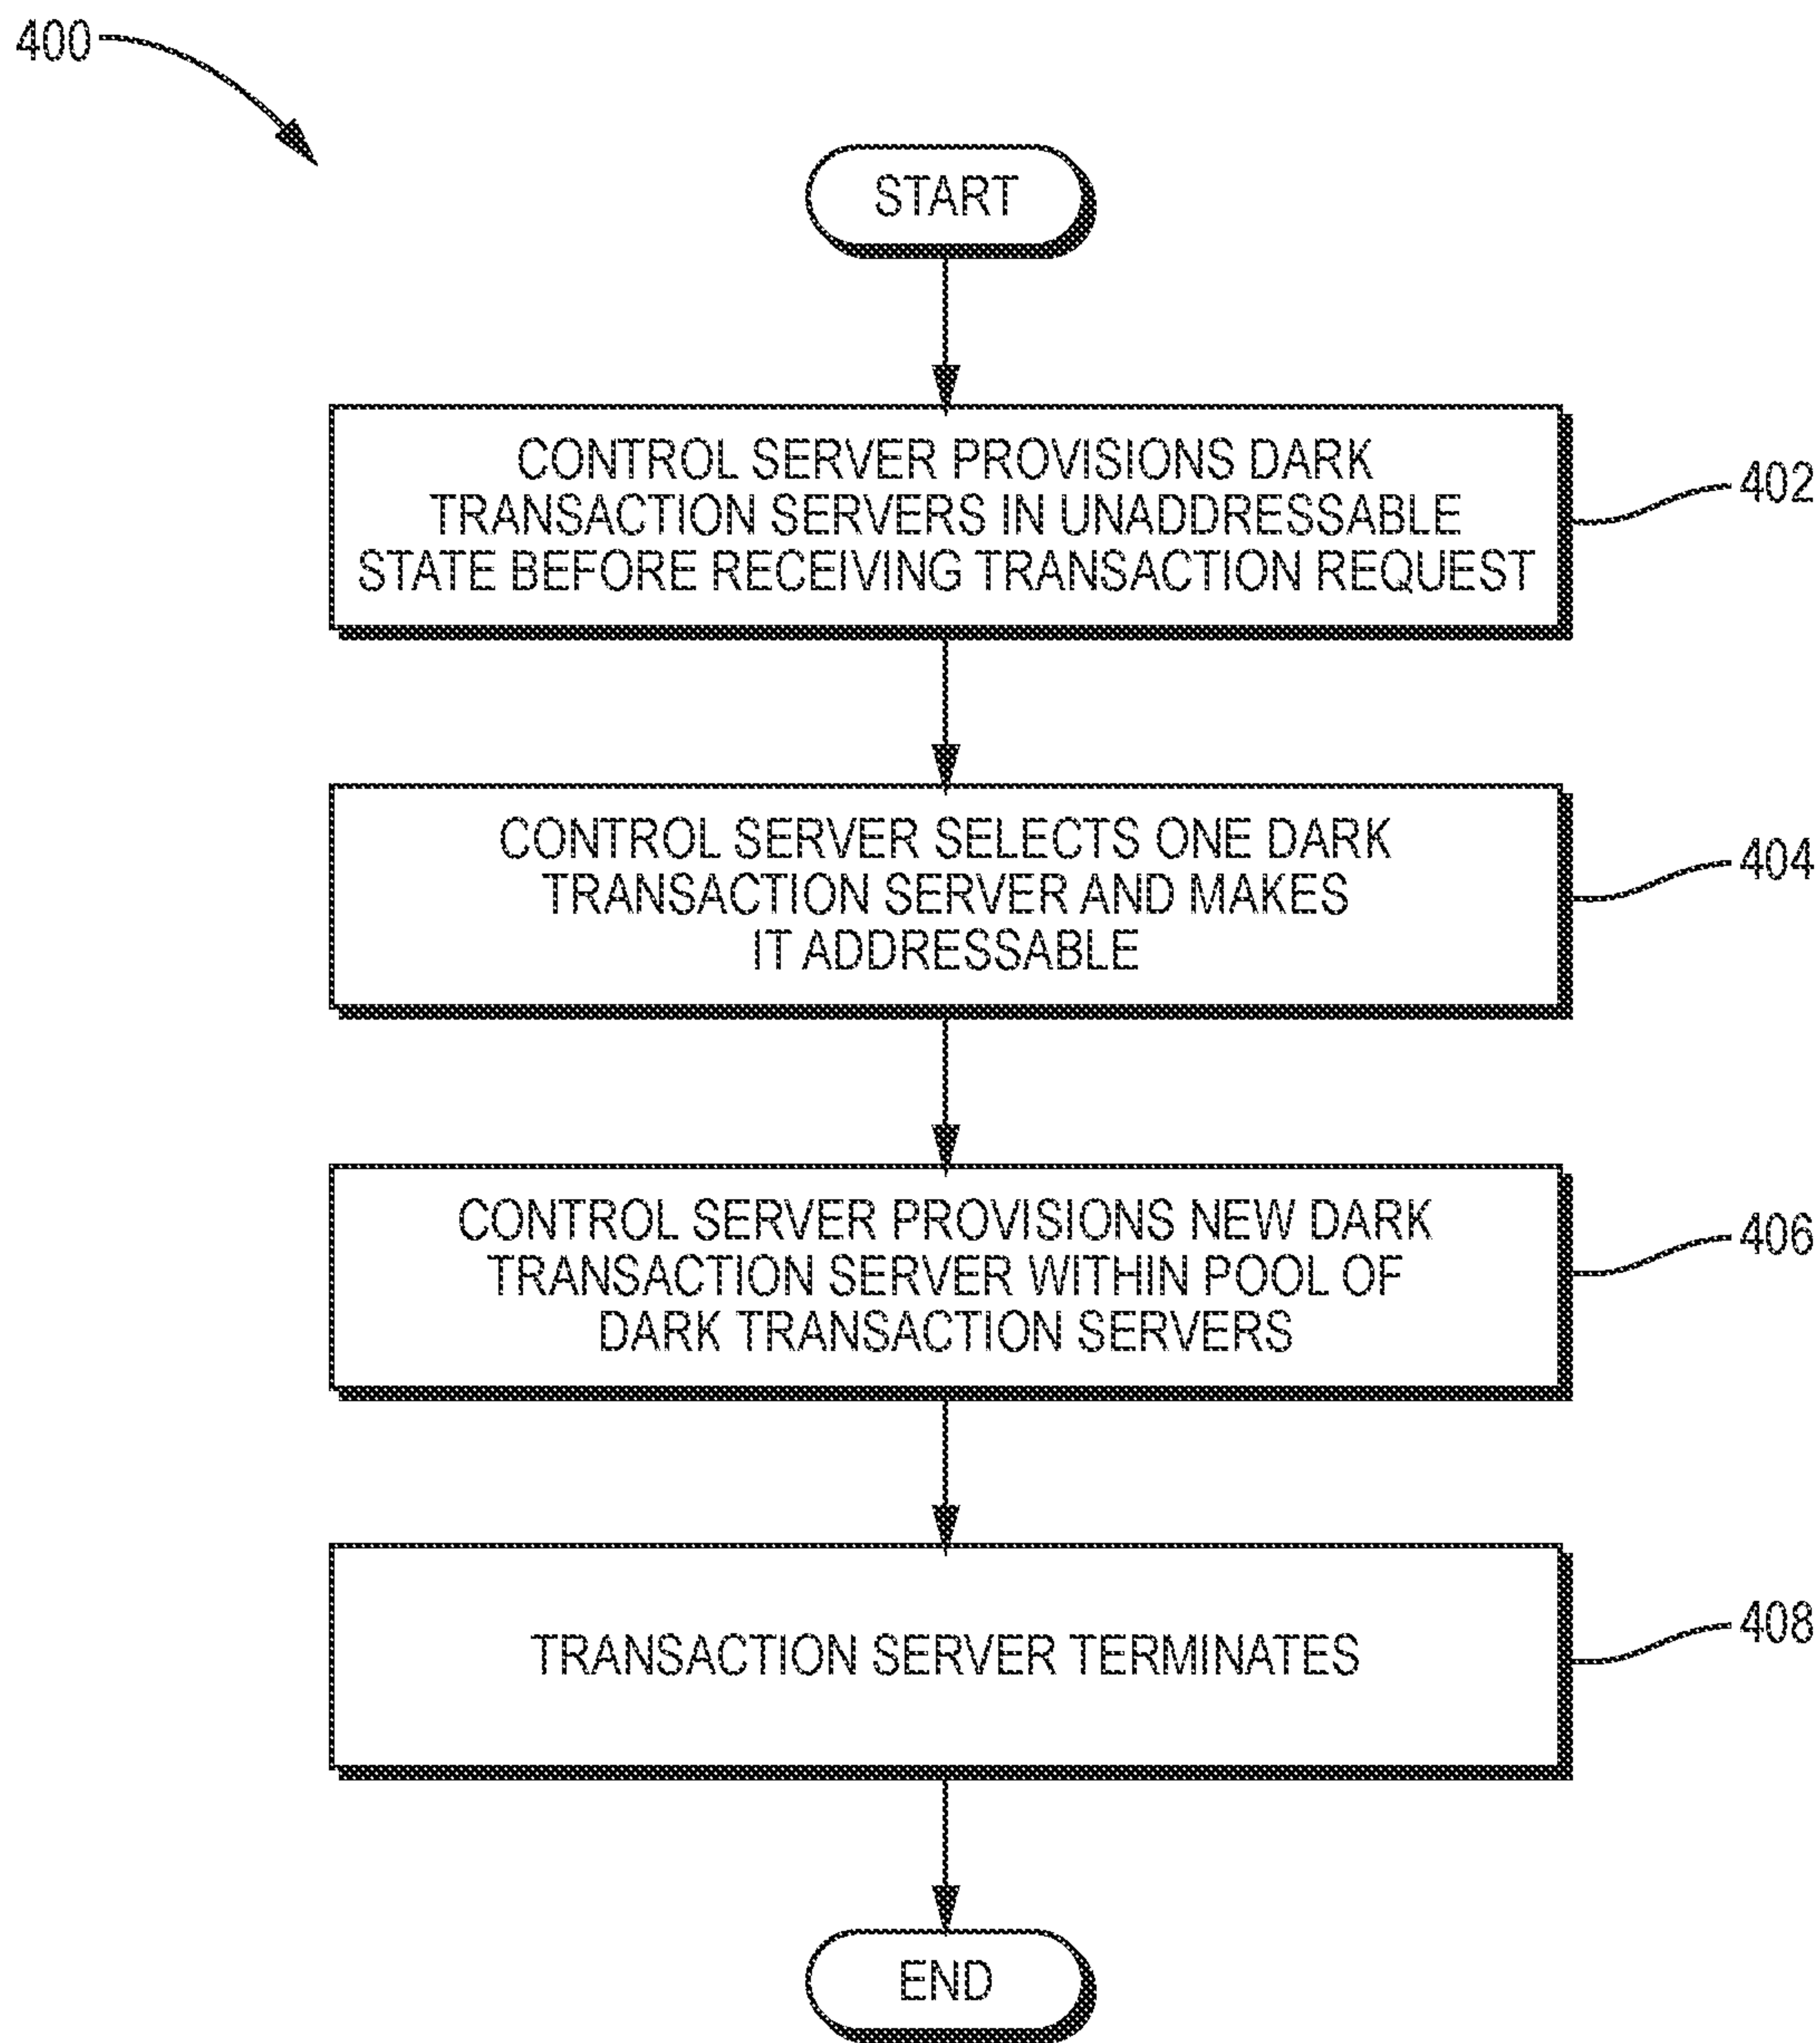 400
START
CONTROL SERVER PROVISIONS DARK
TRANSACTION SERVERS IN UNADDRESSABLE
STATE BEFORE RECEIVING TRANSACTION REQUEST
402
CONTROL SERVER SELECTS ONE DARK
TRANSACTION SERVER AND MAKES
IT ADDRESSABLE
404
CONTROL SERVER PROVISIONS NEW DARK
TRANSACTION SERVER WITHIN POOL OF
DARK TRANSACTION SERVERS
406
TRANSACTION SERVER TERMINATES
408
END